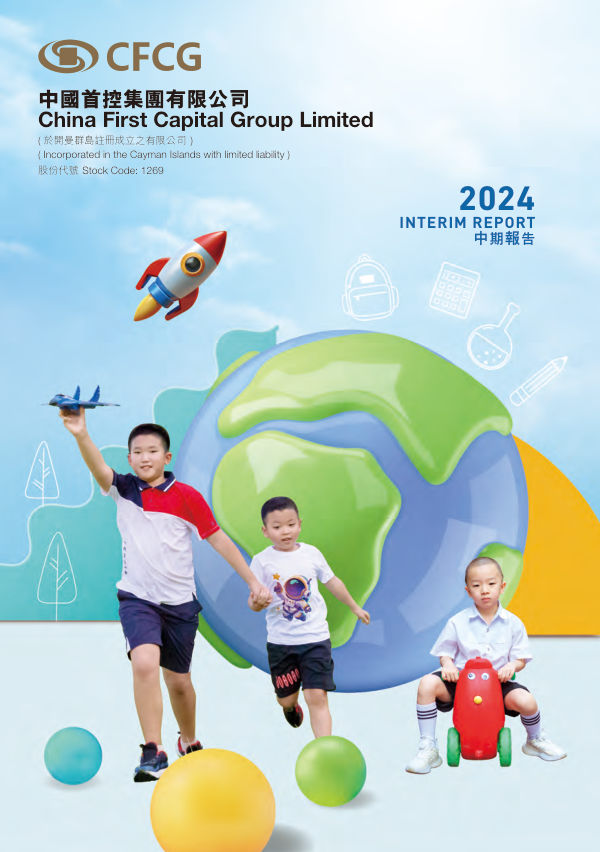 CFCG
中國首控集團有限公司
China First Capital Group Limited
( 於開曼群島註冊成立之有限公司 )
( Incorporated in the Cayman Islands with limited liability )
股份代號 Stock Code: 1269
2024
INTERIM REPORT
中期報告